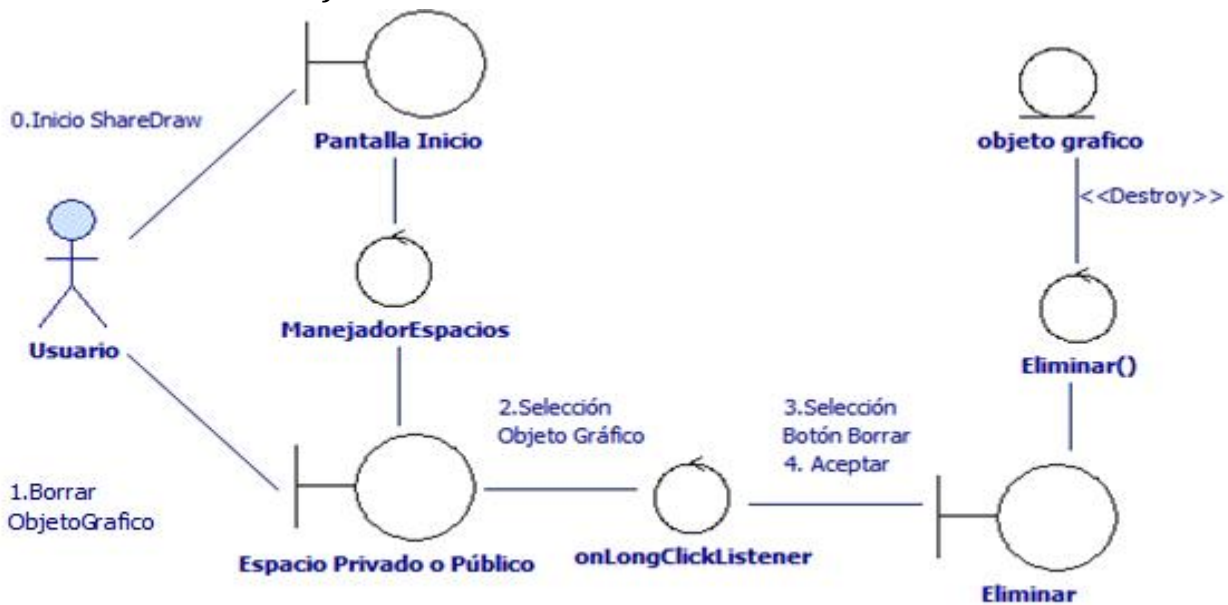 0.Inicio ShareDraw
Pantalla Inicio
objeto grafico
<<Destroy>>
ManejadorEspacios
Usuario
Eliminar()
2.Selección
Objeto Gráfico
3.Selección
Botón Borrar
4. Aceptar
1.Borrar
ObjetoGrafico
Espacio Privado o Público
onLongClickListener
Eliminar